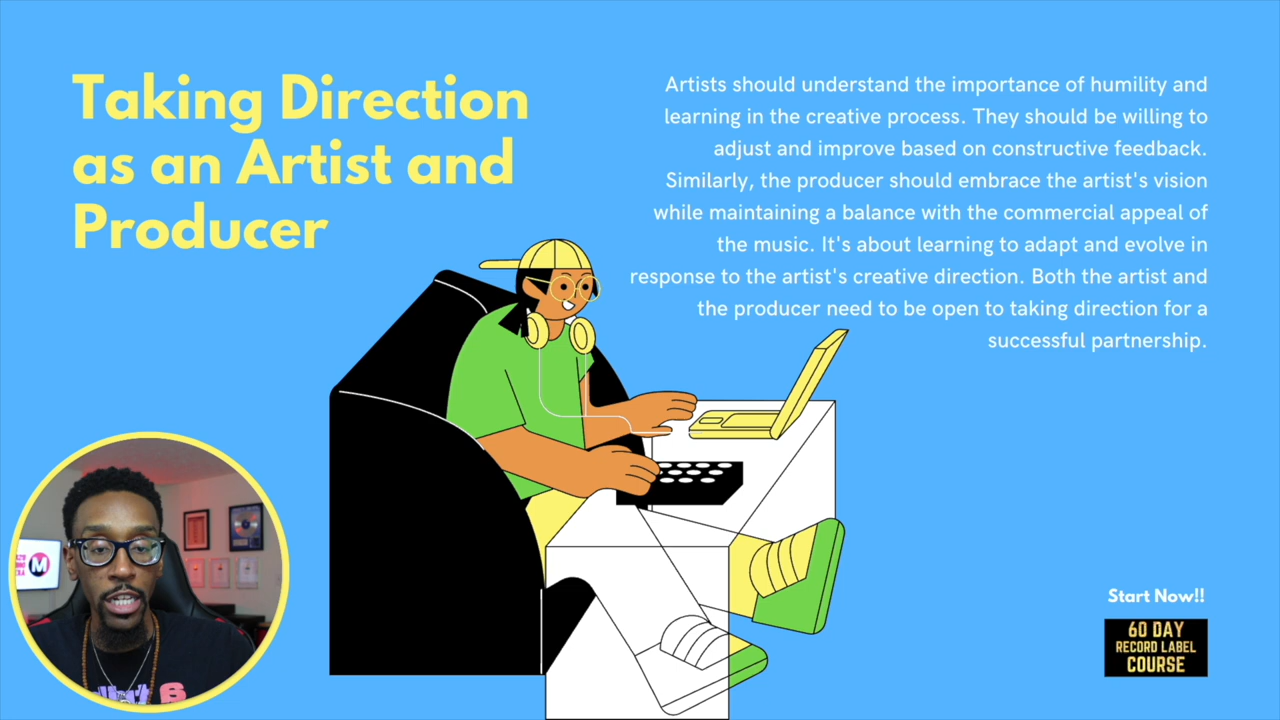 Taking Direction
as an Artist and
Producer
Artists should understand the importance of humility and
learning in the creative process. They should be willing to
adjust and improve based on constructive feedback.
Similarly, the producer should embrace the artist's vision
while maintaining a balance with the commercial appeal of
the music. It's about learning to adapt and evolve in
response to the artist's creative direction. Both the artist and
the producer need to be open to taking direction for a
successful partnership.
M
Start Now!!
60 DAY
RECORD LABEL
COURSE